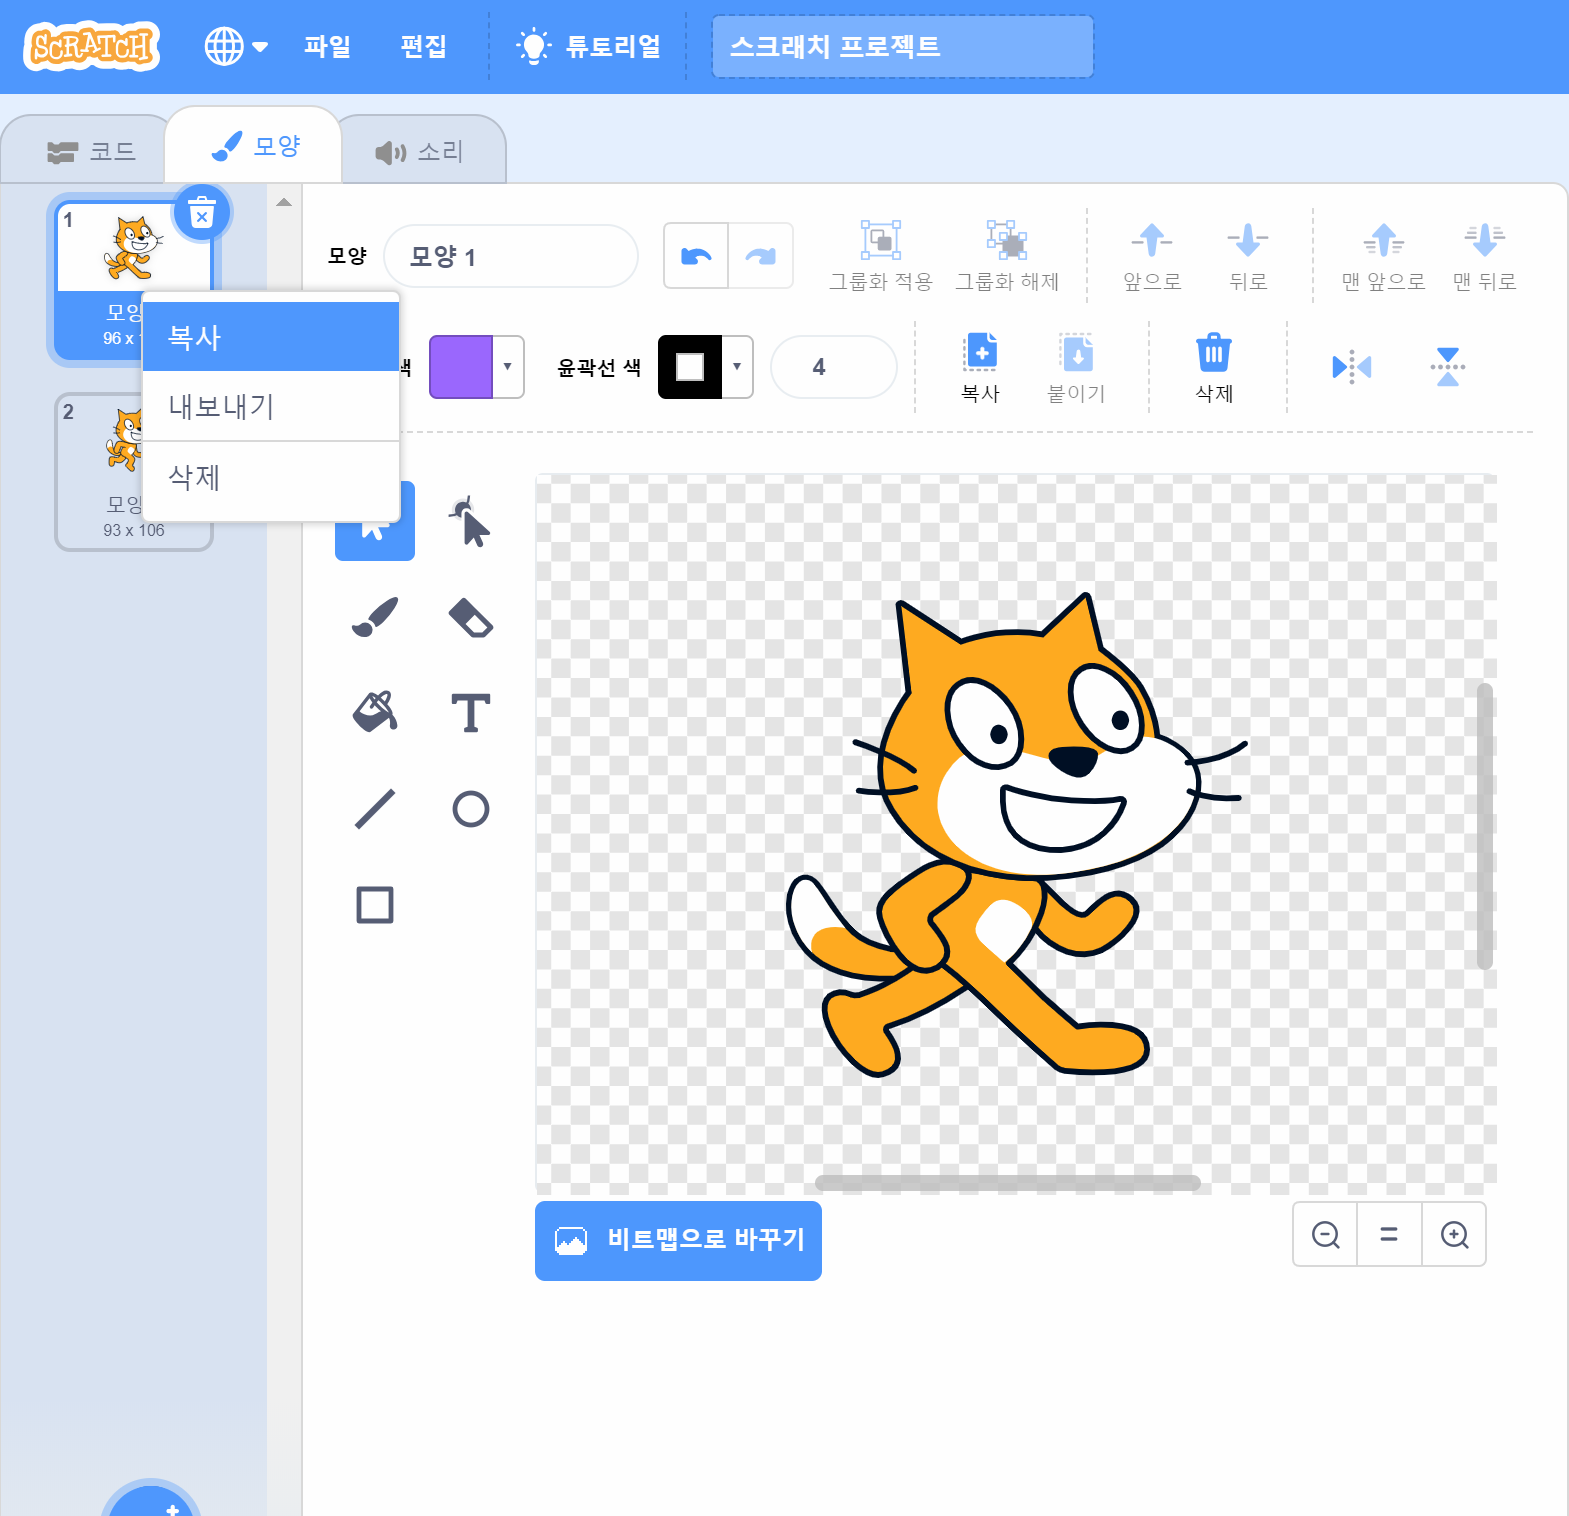 SCRATCH
파일
편집
튜토리얼
스크래치 프로젝트
코드
모양
소리
1
모양
96 x
복사
내보내기
삭제
2
모양
93 x 106
모양
모양 1
그룹화 적용
그룹화 해제
앞으로
뒤로
맨 앞으로
맨 뒤로
색
윤곽선 색
4
복사
붙이기
삭제
비트맵으로 바꾸기